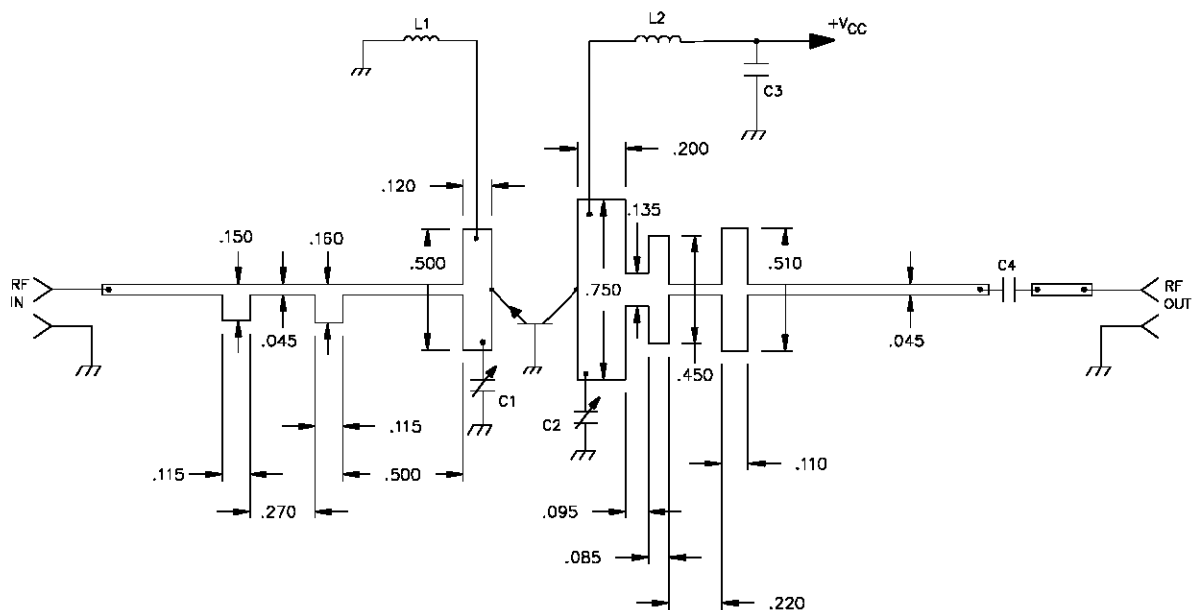 L1
L2
+VCC
C3
.200
.120
.135
.150
.160
.500
.510
RF
IN
.750
C4
RF
OUT
.045
.450
.045
C1
C2
.115
.110
.115
.500
.270
.095
.085
.220